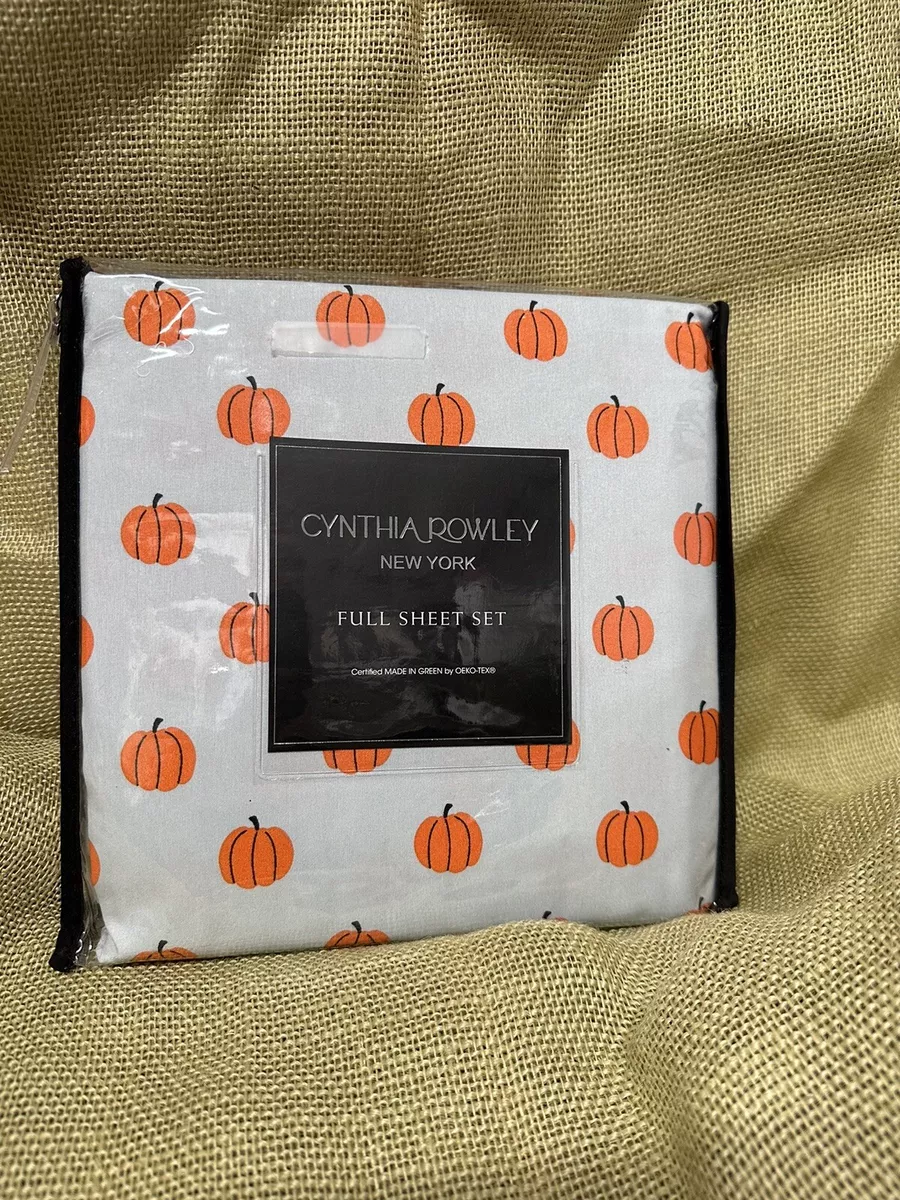 CYNTHIA ROWLEY
NEW YORK
FULL SHEET SET
Certified MADE IN GREEN by OEKO-TEX®